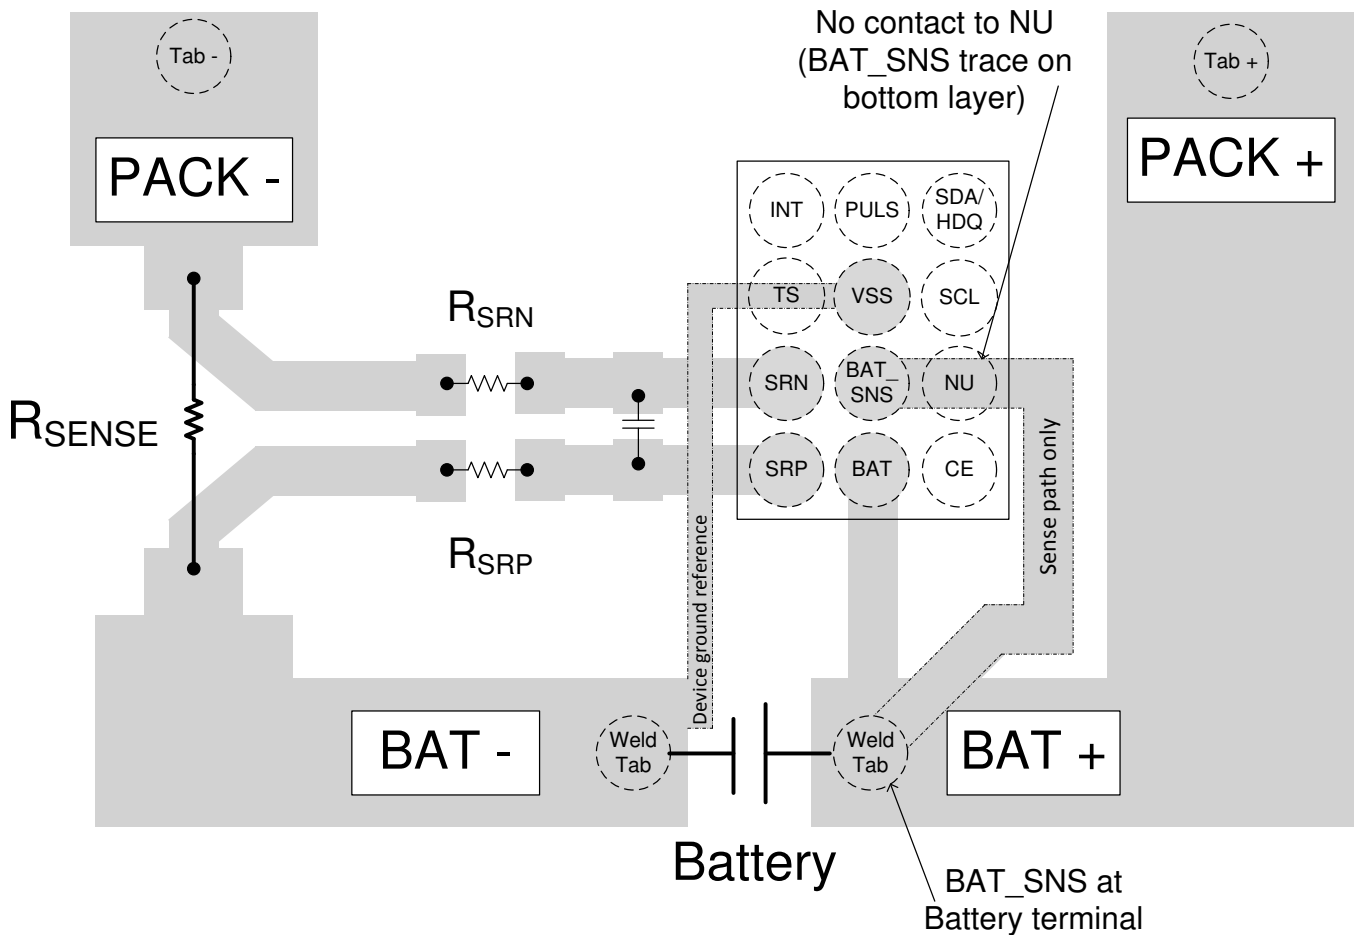 No contact to NU
(BAT_SNS trace on
bottom layer)
Tab -
Tab +
PACK -
PACK +
INT
PULS
SDA/
HDQ
TS
VSS
SCL
RSRN
SRN
BAT_
SNS
NU
RSENSE
SRP
BAT
CE
RSRP
Sense path only
Device ground reference
BAT -
Weld
Tab
Weld
Tab
BAT +
Battery
BAT_SNS at
Battery terminal